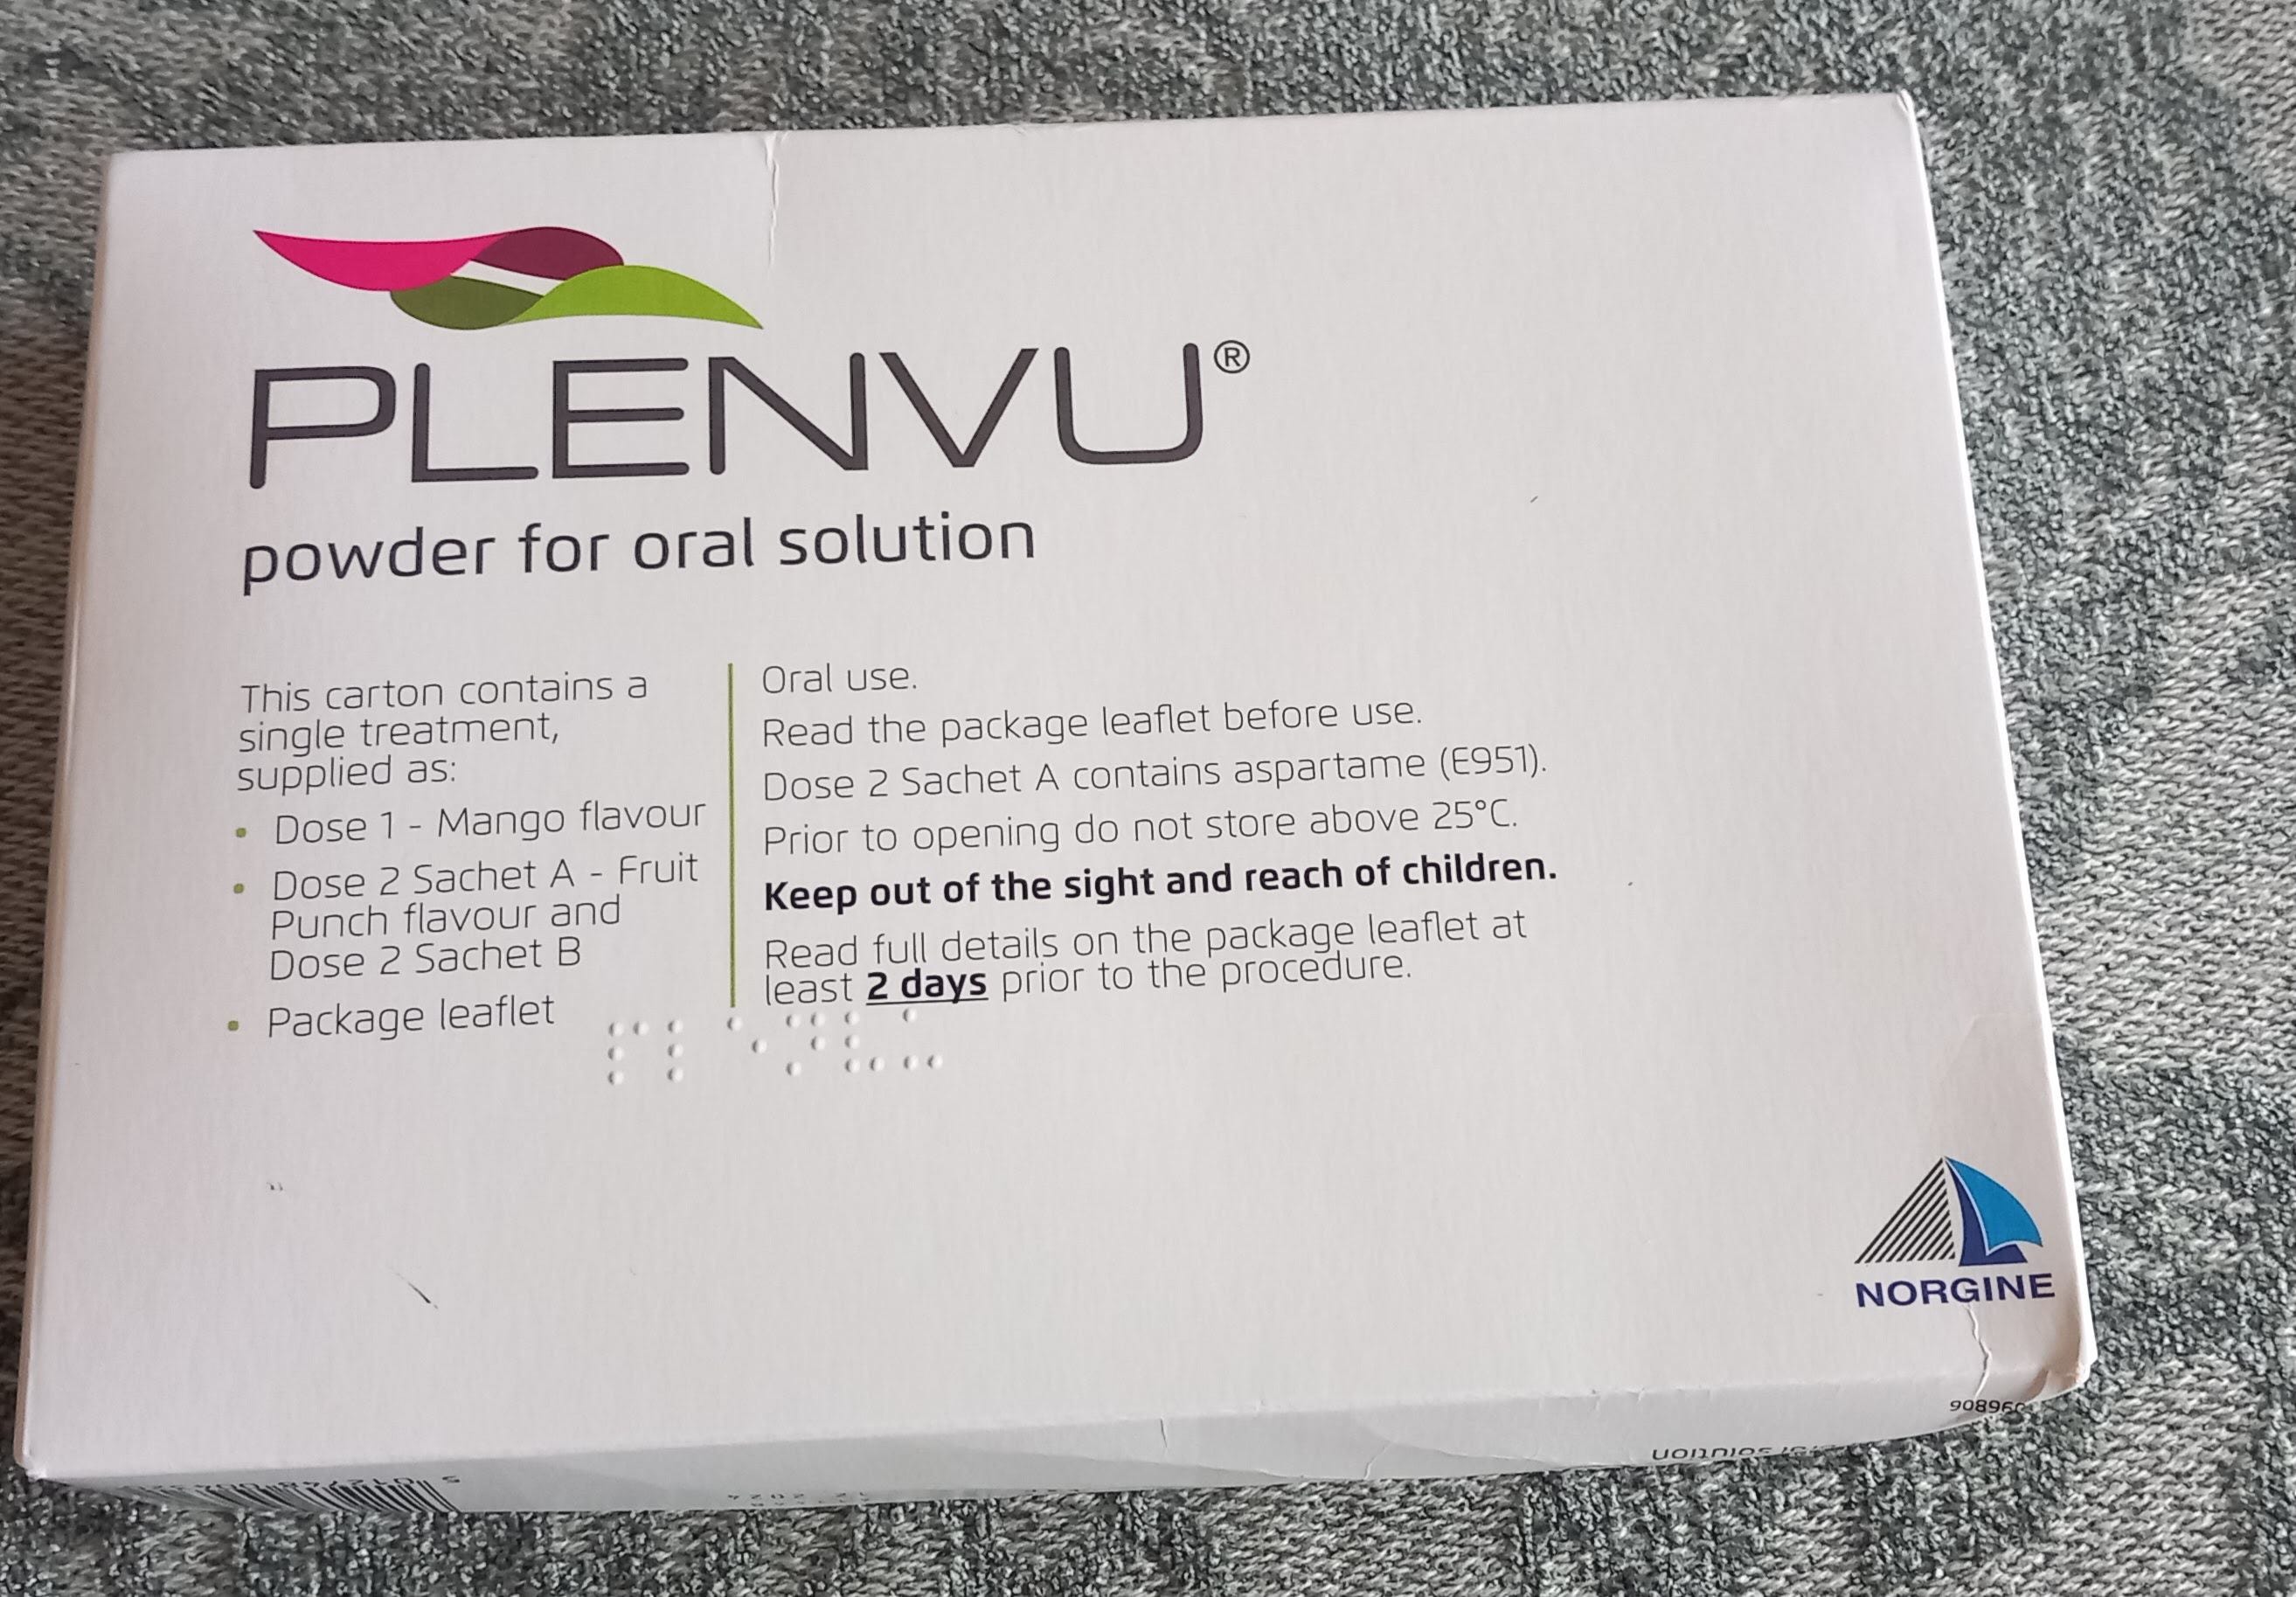 PLENVU®
powder for oral solution
This carton contains a
single treatment,
supplied as:
• Dose 1 - Mango flavour
• Dose 2 Sachet A - Fruit
Punch flavour and
Dose 2 Sachet B
• Package leaflet
Oral use.
Read the package leaflet before use.
Dose 2 Sachet A contains aspartame (E951).
Prior to opening do not store above 25°C.
Keep out of the sight and reach of children.
Read full details on the package leaflet at
least 2 days prior to the procedure.
NORGINE
solution